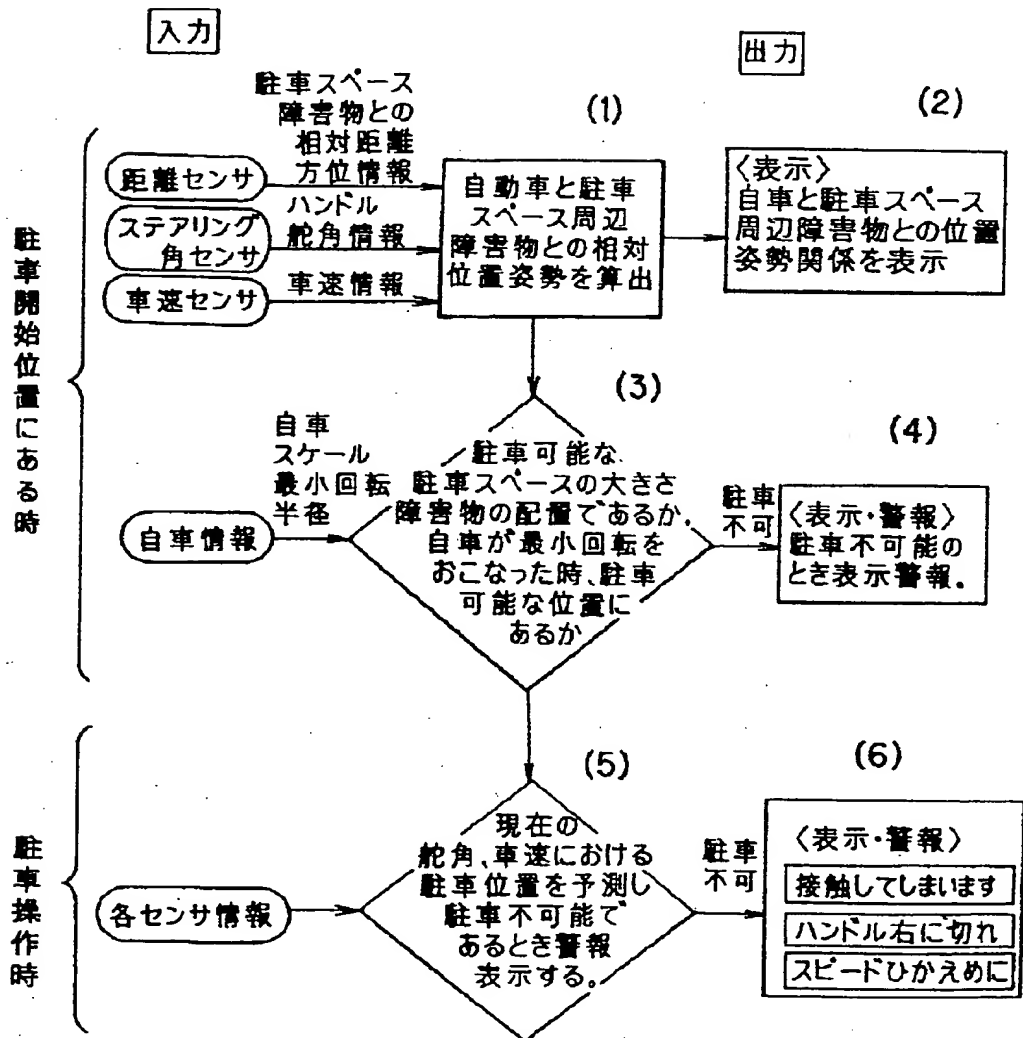 入力
出力
駐車開始位置にある時
駐車スペース
障害物との
相対距離
方位情報
距離センサ
ハンドル
舵角情報
ステアリング
角センサ
車速情報
車速センサ
(1)
自動車と駐車
スペース周辺
障害物との相対
位置姿勢を算出
(2)
〈表示〉
自車と駐車スペース
周辺障害物との位置
姿勢関係を表示
(3)
自車
スケール
最小回転
半径
自車情報
駐車可能な
駐車スペースの大きさ
障害物の配置であるか.
自車が最小回転を
おこなった時、駐車
可能な位置に
あるか
駐車
不可
(4)
〈表示・警報〉
駐車不可能の
とき表示警報.
駐車操作時
(5)
各センサ情報
現在の
舵角、車速における
駐車位置を予測し
駐車不可能で
あるとき警報
表示する。
駐車
不可
(6)
〈表示・警報〉
接触してしまいます
ハンドル右に切れ
スピードひかえめに